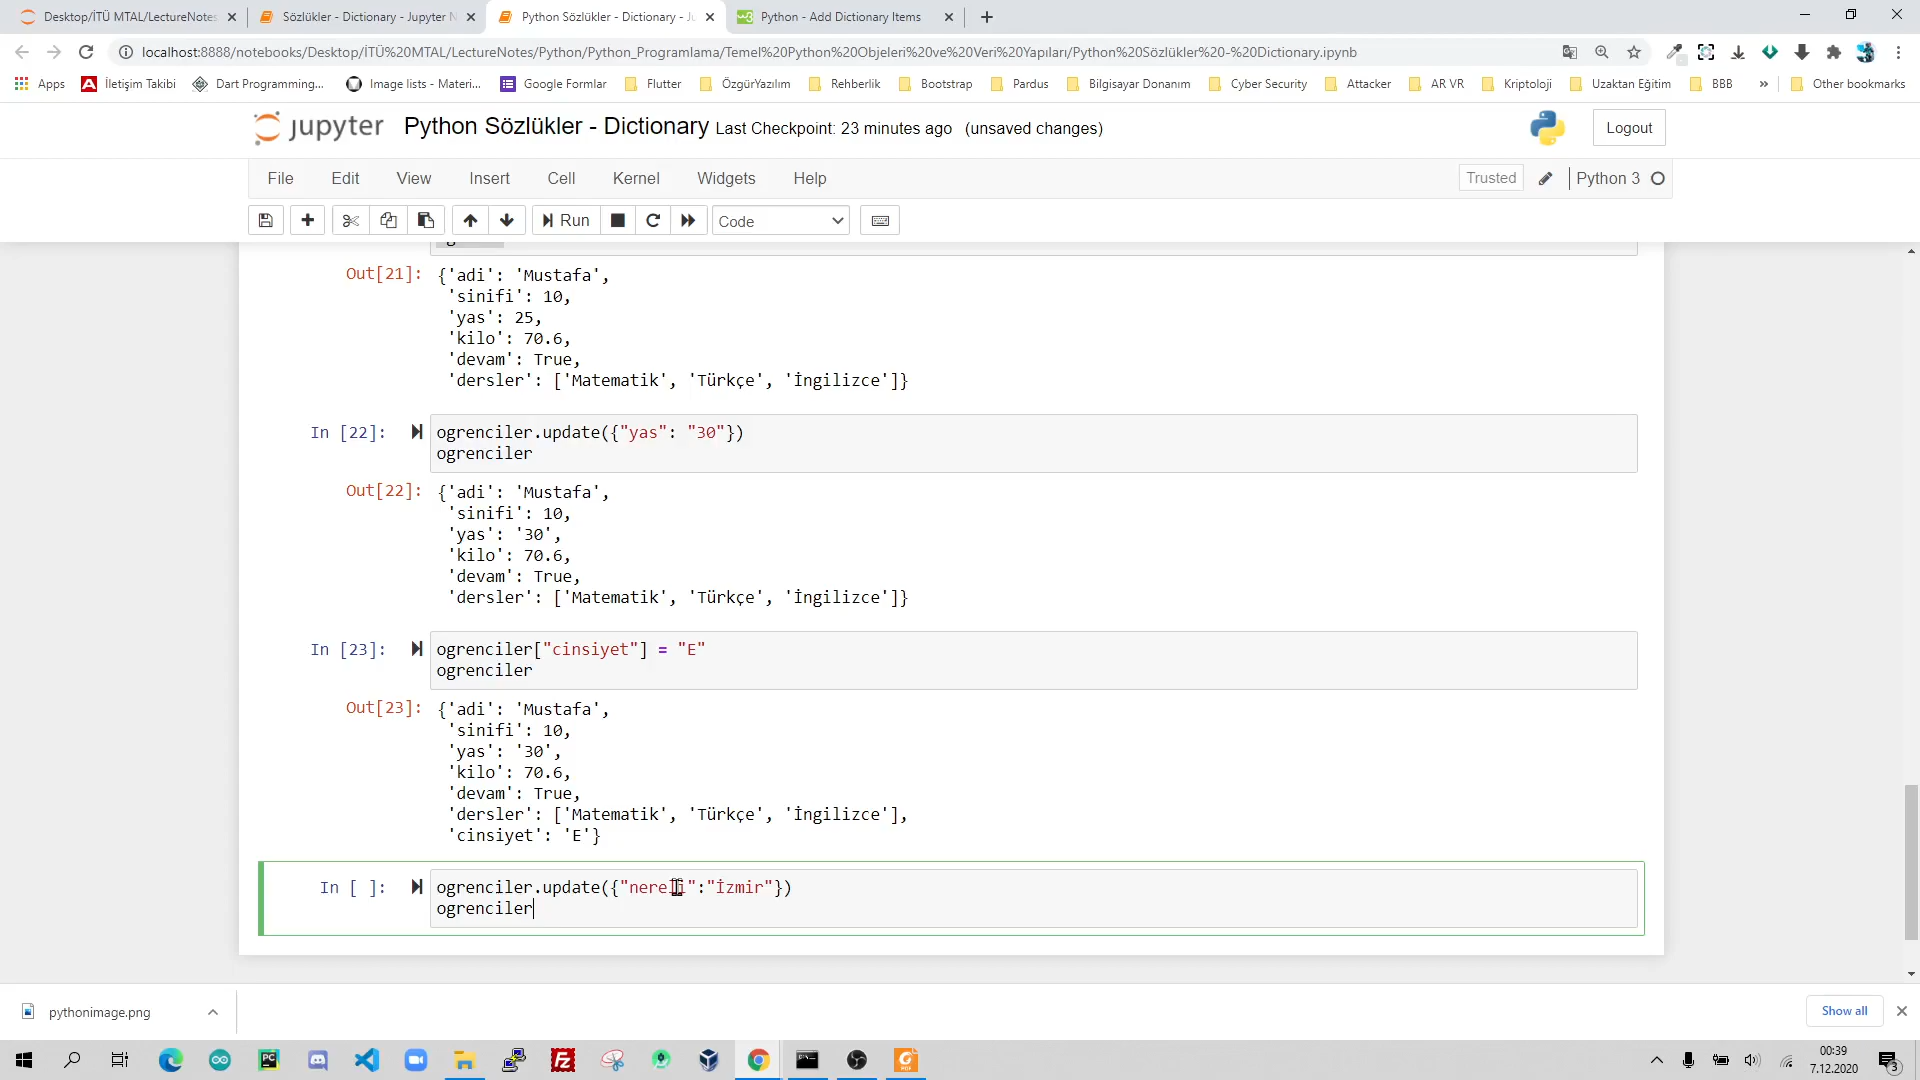 Desktop/İTÜ MTAL/LectureNotes
Sözlükler - Dictionary - Jupyter N
Python Sözlükler - Dictionary - Ju
Python - Add Dictionary Items
localhost:8888/notebooks/Desktop/İTÜ%20MTAL/LectureNotes/Python/Python_Programlama/Temel%20Python%20Objeleri%20ve%20Veri%20Yapıları/Python%20Sözlükler%20-%20Dictionary.ipynb
Apps İletişim Takibi Dart Programming... Image lists - Materi... Google Formlar Flutter ÖzgürYazılım Rehberlik Bootstrap Pardus Bilgisayar Donanım Cyber Security Attacker AR VR Kriptoloji Uzaktan Eğitim BBB » Other bookmarks
jupyter Python Sözlükler - Dictionary Last Checkpoint: 23 minutes ago (unsaved changes) Logout
File Edit View Insert Cell Kernel Widgets Help Trusted Python 3
Run Code
Out[21]: {'adi': 'Mustafa',
'sinifi': 10,
'yas': 25,
'kilo': 70.6,
'devam': True,
'dersler': ['Matematik', 'Türkçe', 'İngilizce']}
In [22]: ogrenciler.update({"yas": "30"})
ogrenciler
Out[22]: {'adi': 'Mustafa',
'sinifi': 10,
'yas': '30',
'kilo': 70.6,
'devam': True,
'dersler': ['Matematik', 'Türkçe', 'İngilizce']}
In [23]: ogrenciler["cinsiyet"] = "E"
ogrenciler
Out[23]: {'adi': 'Mustafa',
'sinifi': 10,
'yas': '30',
'kilo': 70.6,
'devam': True,
'dersler': ['Matematik', 'Türkçe', 'İngilizce'],
'cinsiyet': 'E'}
In [ ]: ogrenciler.update({"nereli":"İzmir"})
ogrenciler
pythonimage.png
Show all
00:39
7.12.2020
3